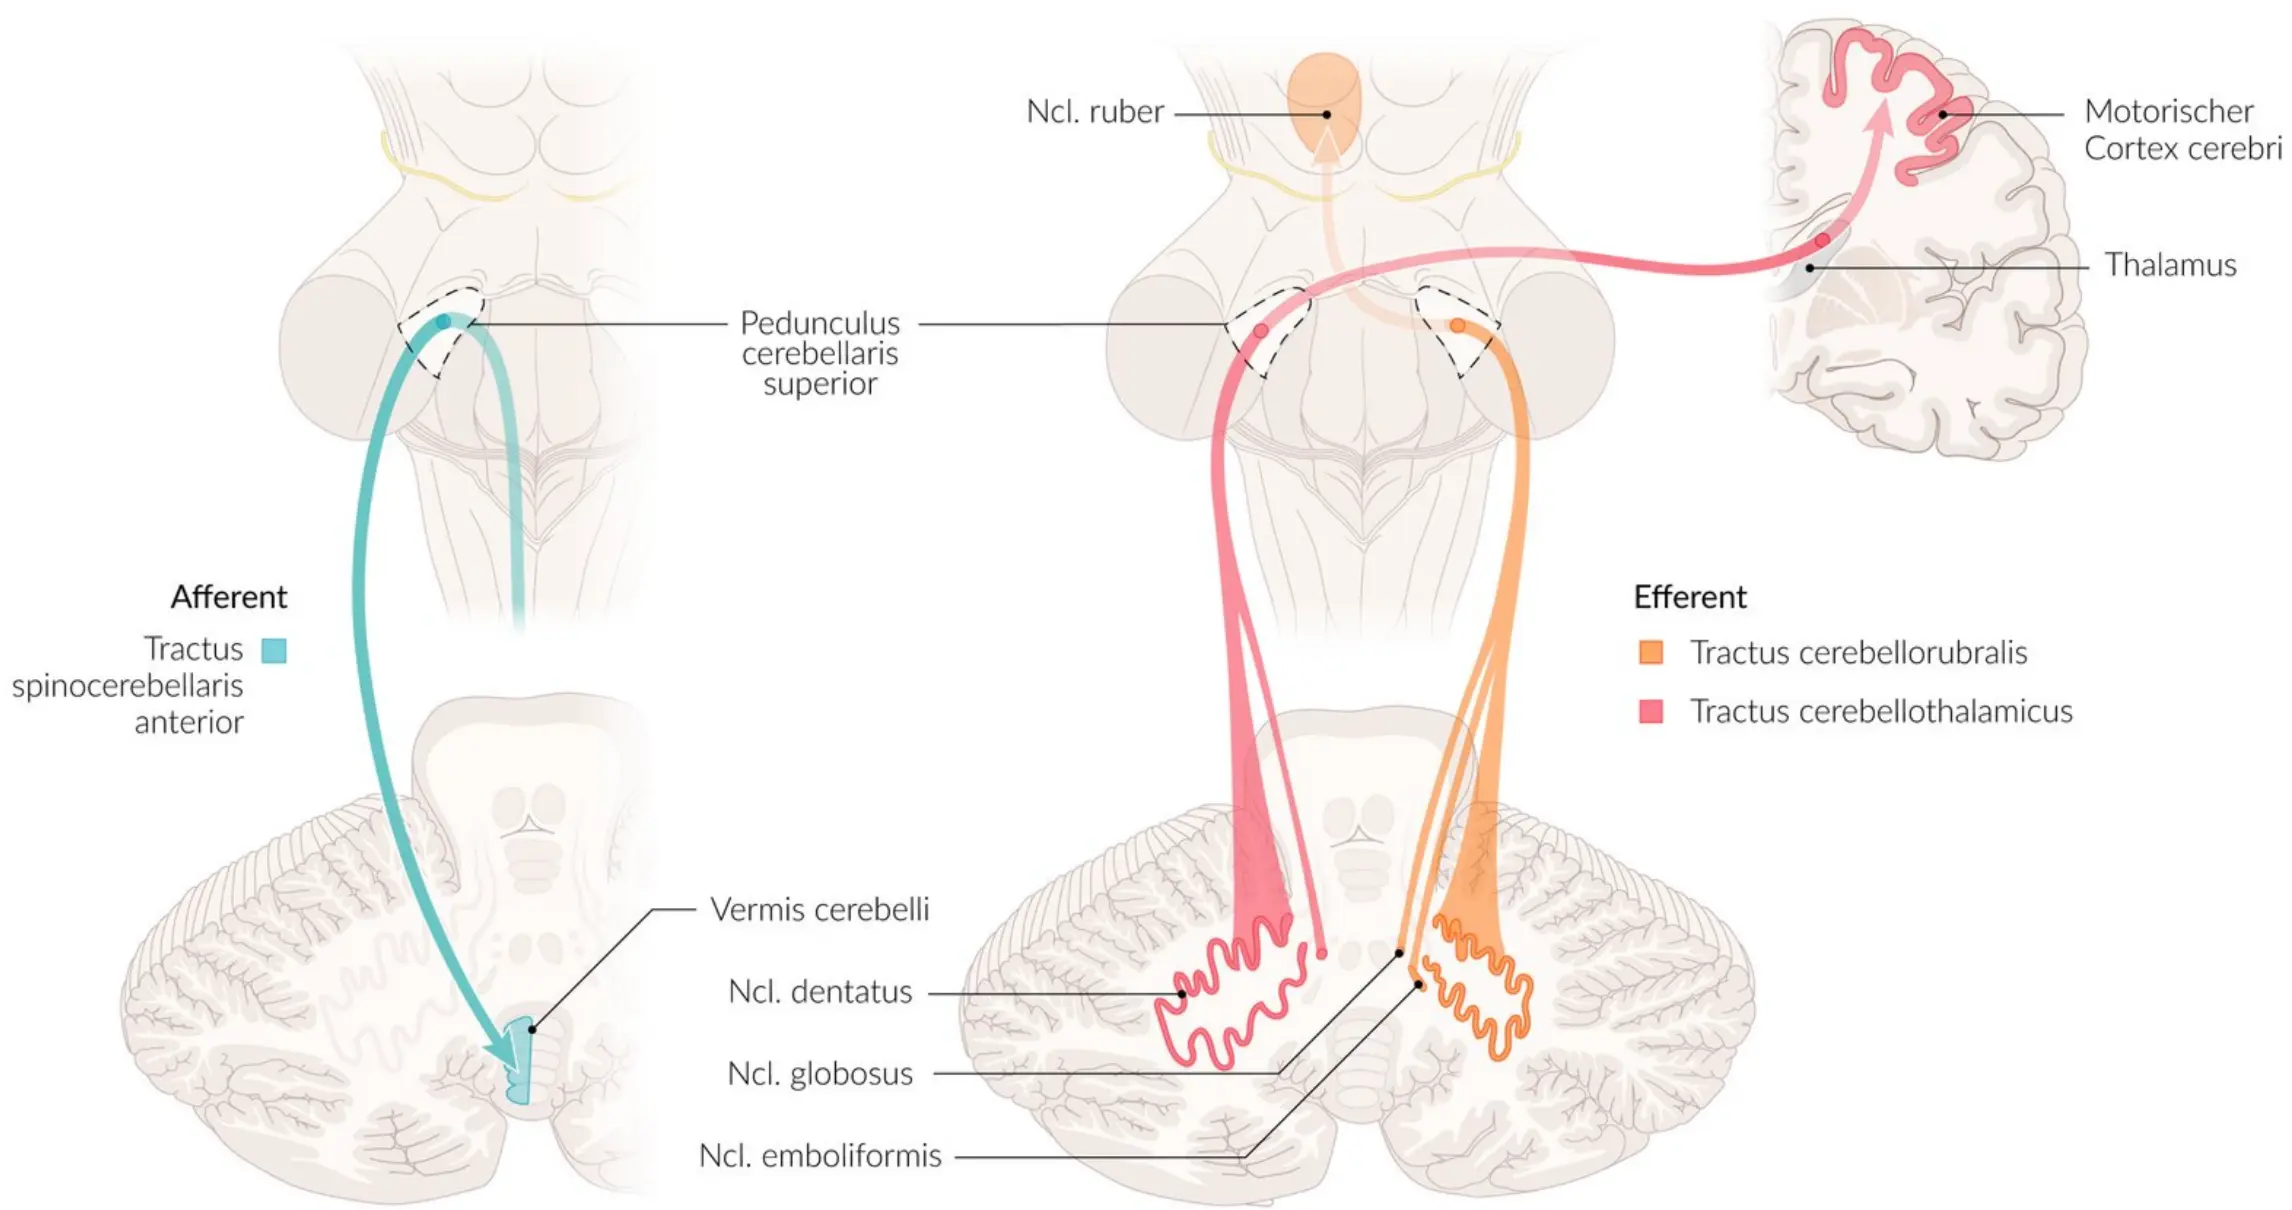 Ncl. ruber
Motorischer
Cortex cerebri
Thalamus
Pedunculus
cerebellaris
superior
Afferent
Tractus
spinocerebellaris
anterior
Efferent
Tractus cerebellorubralis
Tractus cerebellothalamicus
Vermis cerebelli
Ncl. dentatus
Ncl. globosus
Ncl. emboliformis